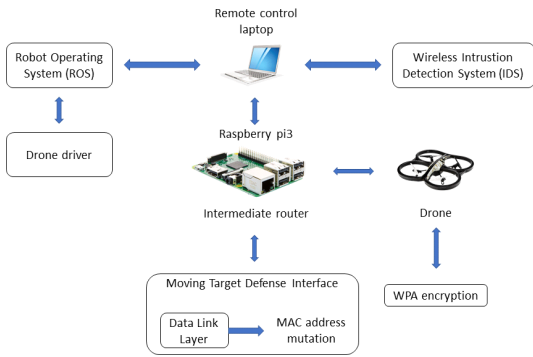 Remote control
laptop
Robot Operating
System (ROS)
Wireless Intrustion
Detection System (IDS)
Drone driver
Raspberry pi3
Intermediate router
Drone
Moving Target Defense Interface
Data Link
Layer
MAC address
mutation
WPA encryption